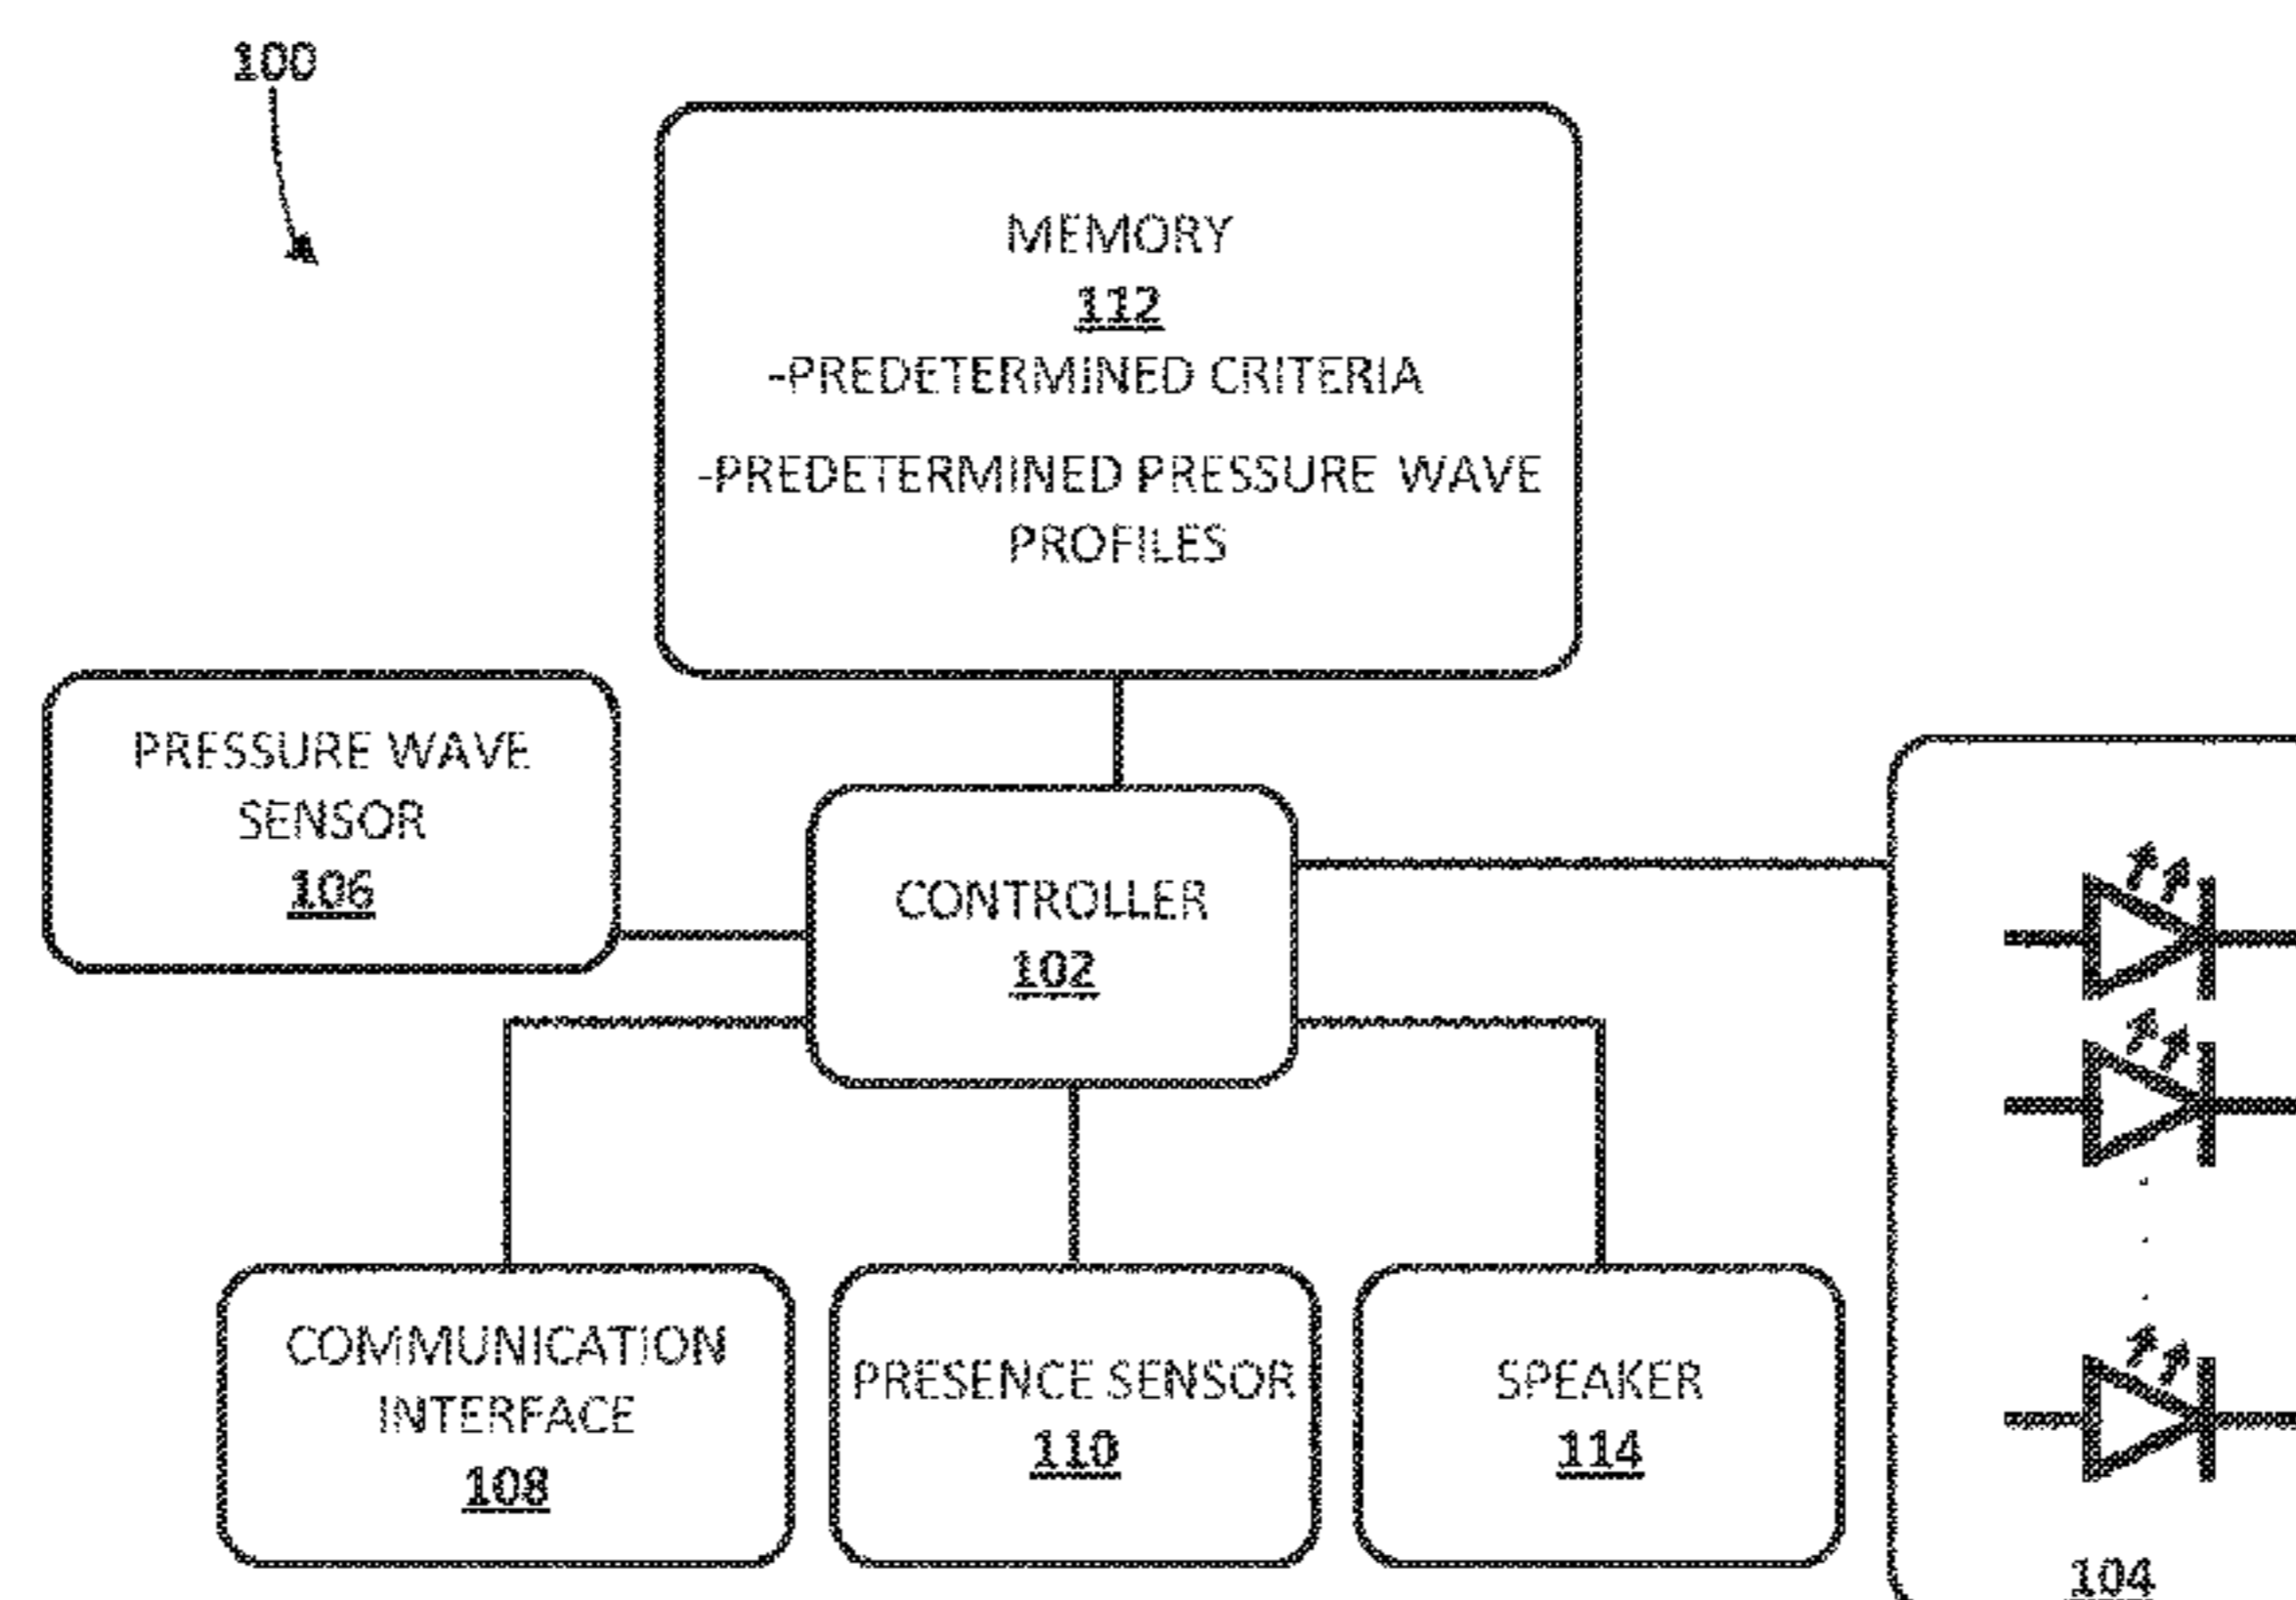 100
MEMORY
112
-PREDETERMINED CRITERIA
-PREDETERMINED PRESSURE WAVE
PROFILES
PRESSURE WAVE
SENSOR
106
CONTROLLER
102
COMMUNICATION
INTERFACE
108
PRESENCE SENSOR
110
SPEAKER
114
104